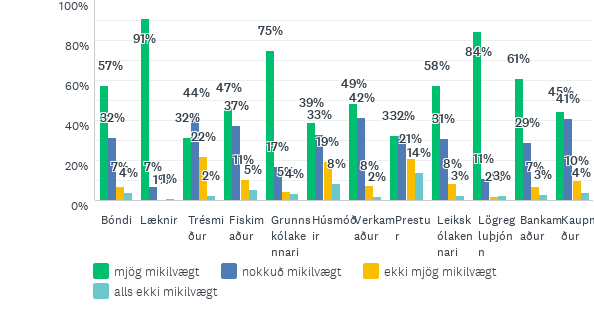 100%
80%
60%
40%
20%
0%
57% 32% 7% 4%
91% 7% 1% 1%
32% 44% 22% 2%
47% 37% 11% 5%
75% 17% 5% 4%
39% 33% 19% 8%
49% 42% 8% 2%
33% 32% 21% 14%
58% 31% 8% 3%
84% 11% 2% 3%
61% 29% 7% 3%
45% 41% 10% 4%
Bóndi
Læknir
Trésmi
ður
Fiskim
aður
Grunns
kólake
nnari
Húsmóð
ir
Verkam
aður
Prestu
r
Leiksk
ólaken
nari
Lögreg
luþjón
n
Bankam
aður
Kaupm
ður
mjög mikilvægt
nokkuð mikilvægt
ekki mjög mikilvægt
alls ekki mikilvægt